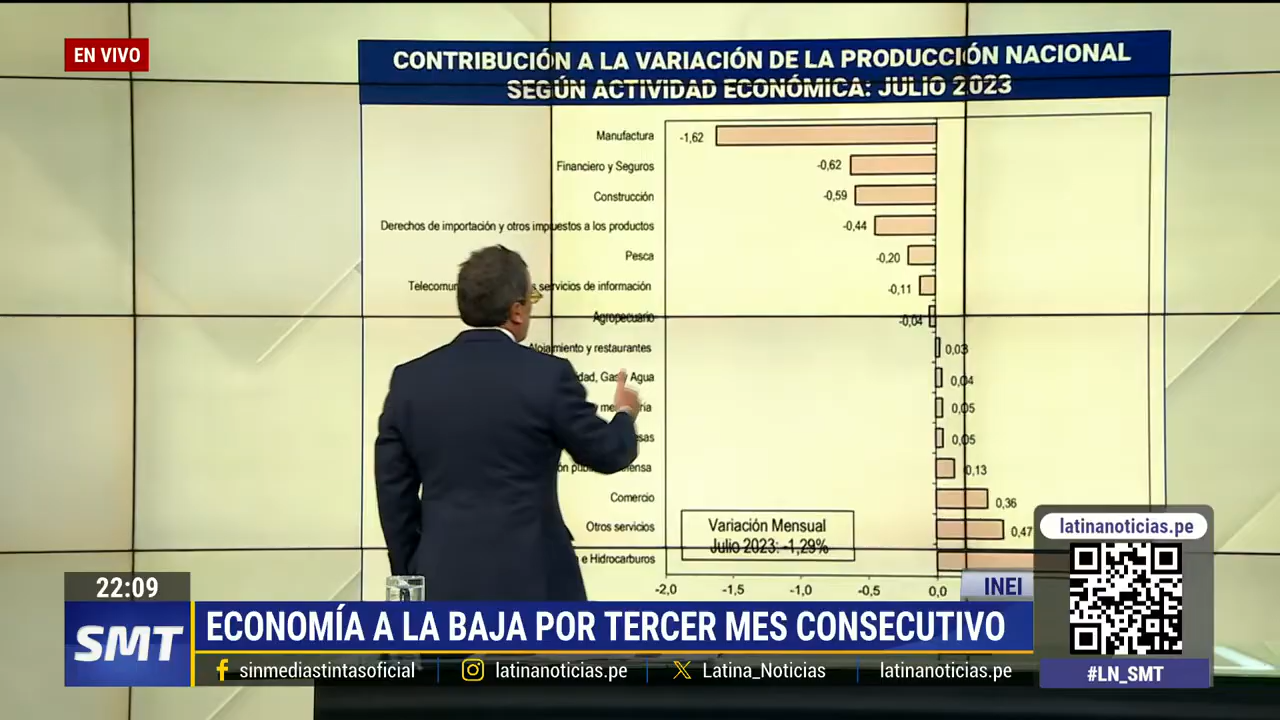 EN VIVO
CONTRIBUCIÓN A LA VARIACIÓN DE LA PRODUCCIÓN NACIONAL
SEGÚN ACTIVIDAD ECONÓMICA: JULIO 2023
Manufactura -1,62
Financiero y Seguros -0,62
Construcción -0,59
Derechos de importación y otros impuestos a los productos -0,44
Pesca -0,20
servicios de información -0,11
Agropecuario -0,04
Alojamiento y restaurantes 0,03
Gas y Agua 0,04
0,05
0,05
0,13
Comercio 0,36
Otros servicios 0,47
e Hidrocarburos
Variación Mensual
Julio 2023: -1,29%
-2,0 -1,5 -1,0 -0,5 0,0
latinanoticias.pe
INEI
22:09
SMT
ECONOMÍA A LA BAJA POR TERCER MES CONSECUTIVO
sinmediastintasoficial latinanoticias.pe Latina_Noticias latinanoticias.pe
#LN_SMT